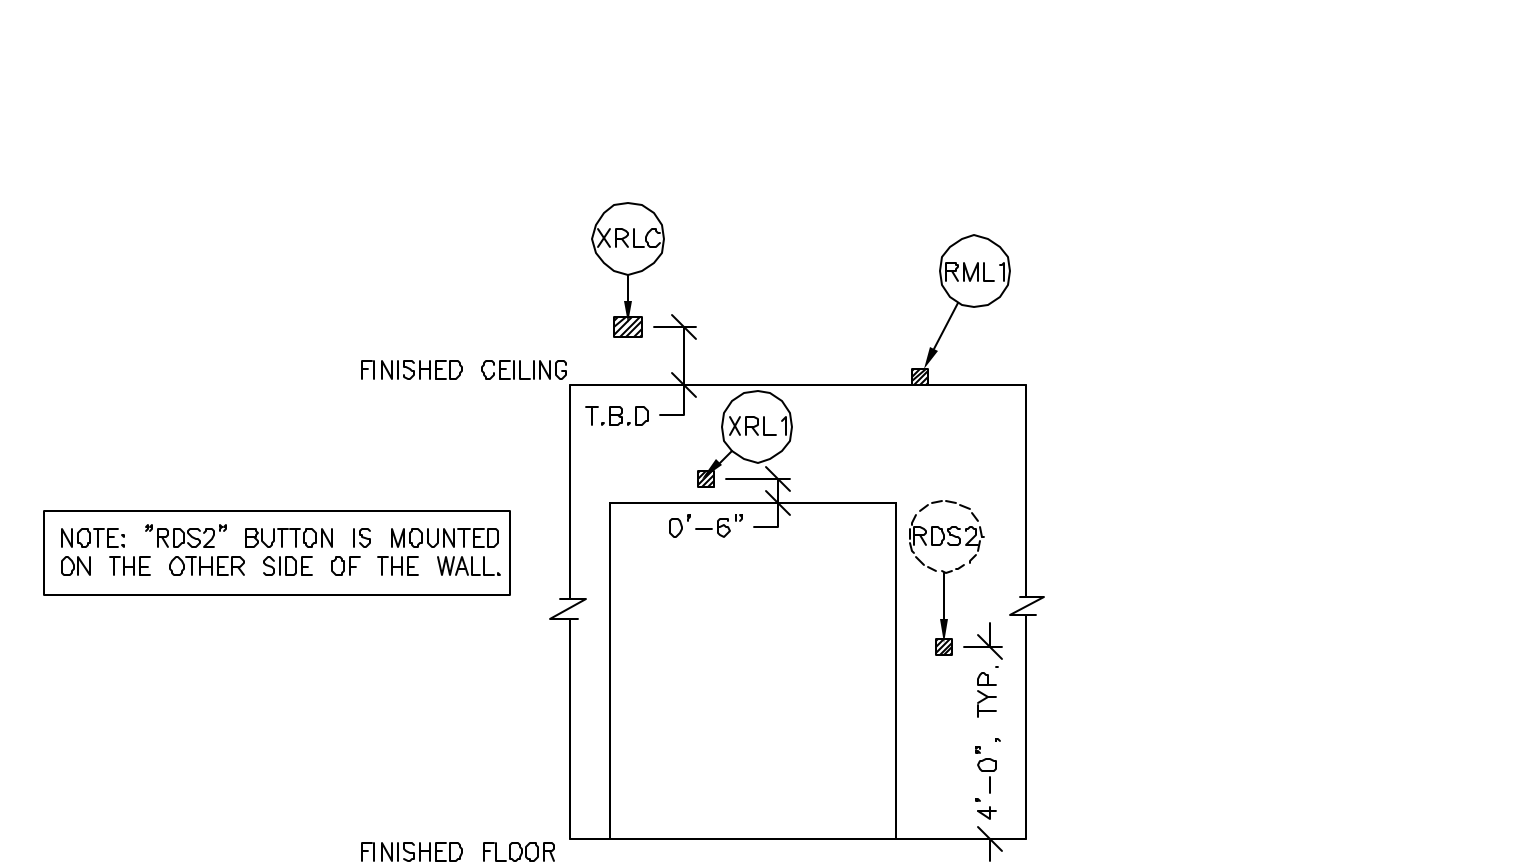 XRLC
RML1
FINISHED CEILING
T.B.D
XRL1
0'-6"
RDS2
NOTE: "RDS2" BUTTON IS MOUNTED
ON THE OTHER SIDE OF THE WALL.
4'-0", TYP.
FINISHED FLOOR